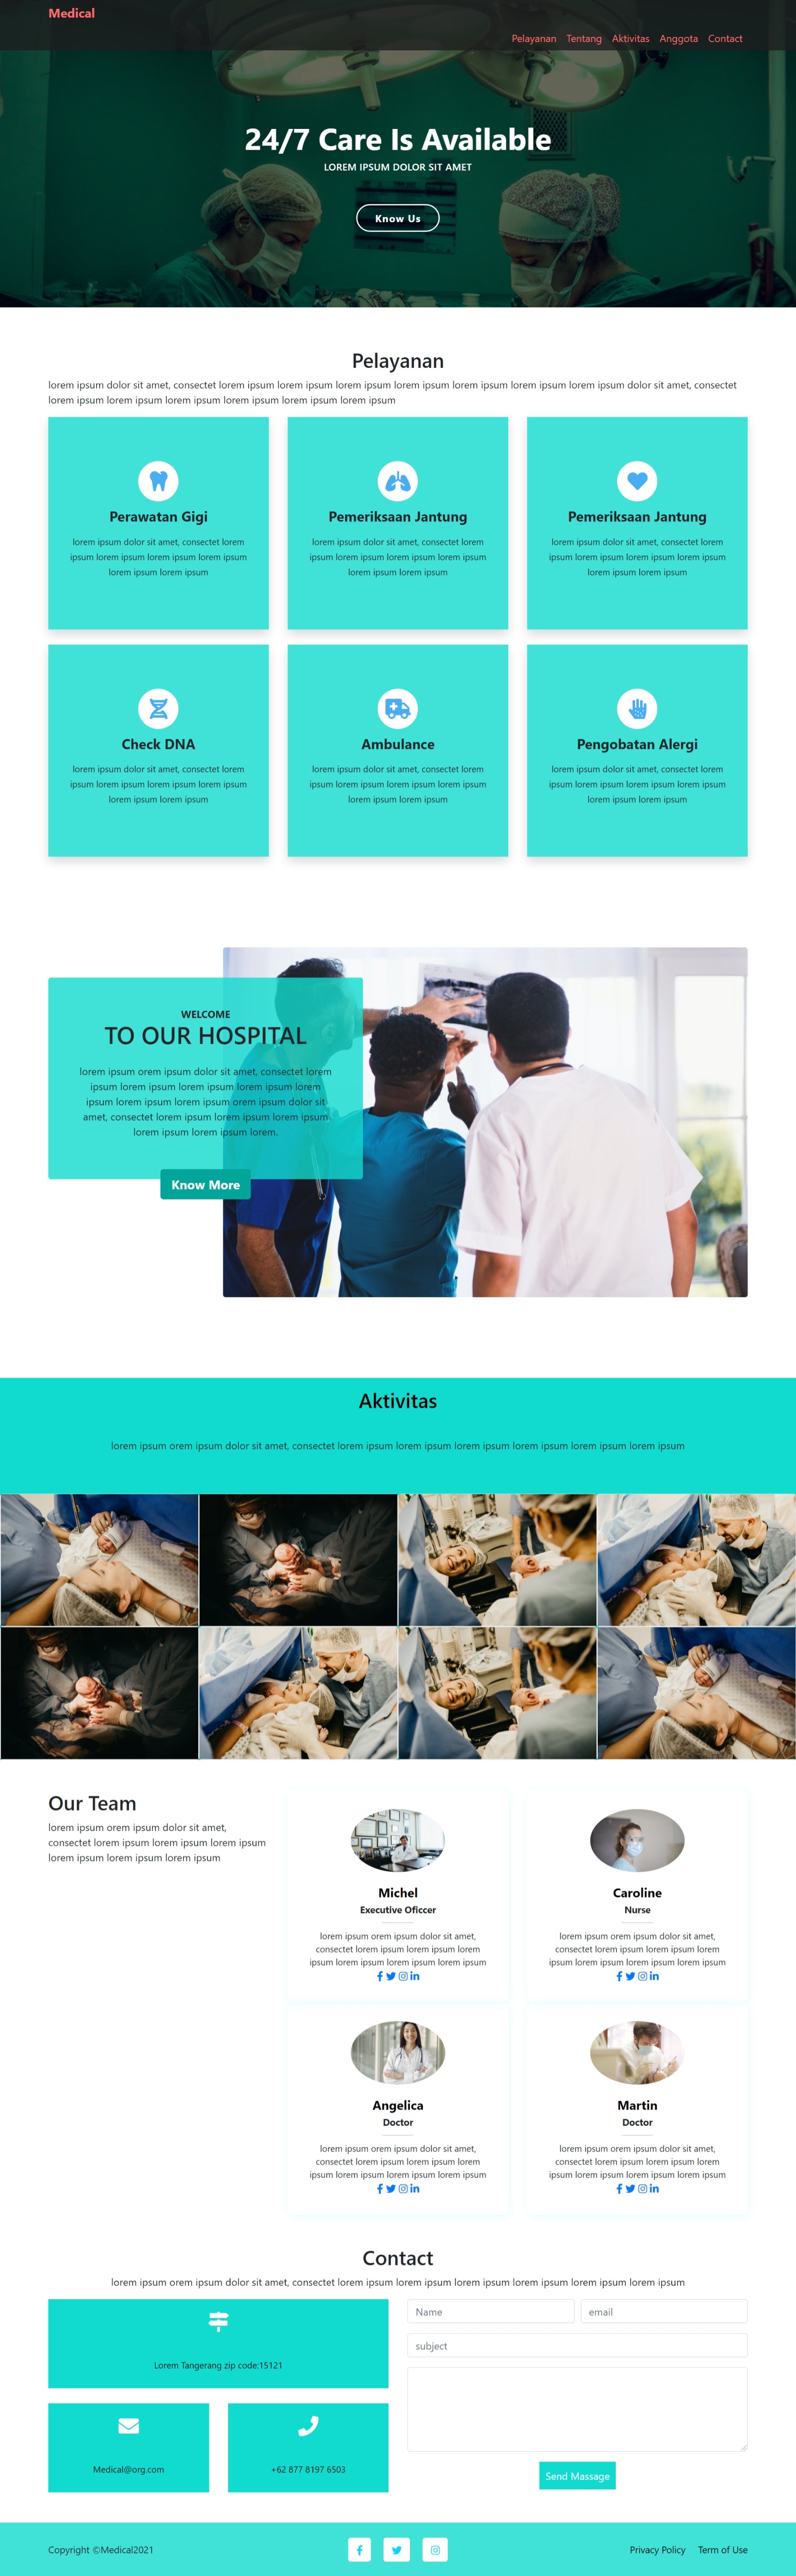 Medical
Pelayanan Tentang Aktivitas Anggota Contact
24/7 Care Is Available
LOREM IPSUM DOLOR SIT AMET
Know Us
Pelayanan
lorem ipsum dolor sit amet, consectet lorem ipsum lorem ipsum lorem ipsum lorem ipsum lorem ipsum lorem ipsum lorem ipsum dolor sit amet, consectet
lorem ipsum lorem ipsum lorem ipsum lorem ipsum lorem ipsum lorem ipsum
Perawatan Gigi
lorem ipsum dolor sit amet, consectet lorem
ipsum lorem ipsum lorem ipsum lorem ipsum
lorem ipsum lorem ipsum
Pemeriksaan Jantung
lorem ipsum dolor sit amet, consectet lorem
ipsum lorem ipsum lorem ipsum lorem ipsum
lorem ipsum lorem ipsum
Pemeriksaan Jantung
lorem ipsum dolor sit amet, consectet lorem
ipsum lorem ipsum lorem ipsum lorem ipsum
lorem ipsum lorem ipsum
Check DNA
lorem ipsum dolor sit amet, consectet lorem
ipsum lorem ipsum lorem ipsum lorem ipsum
lorem ipsum lorem ipsum
Ambulance
lorem ipsum dolor sit amet, consectet lorem
ipsum lorem ipsum lorem ipsum lorem ipsum
lorem ipsum lorem ipsum
Pengobatan Alergi
lorem ipsum dolor sit amet, consectet lorem
ipsum lorem ipsum lorem ipsum lorem ipsum
lorem ipsum lorem ipsum
WELCOME
TO OUR HOSPITAL
lorem ipsum orem ipsum dolor sit amet, consectet lorem
ipsum lorem ipsum lorem ipsum lorem ipsum lorem
ipsum lorem ipsum lorem ipsum orem ipsum dolor sit
amet, consectet lorem ipsum lorem ipsum lorem ipsum
lorem ipsum lorem ipsum lorem.
Know More
Aktivitas
lorem ipsum orem ipsum dolor sit amet, consectet lorem ipsum lorem ipsum lorem ipsum lorem ipsum lorem ipsum lorem ipsum
Our Team
lorem ipsum orem ipsum dolor sit amet,
consectet lorem ipsum lorem ipsum lorem ipsum
lorem ipsum lorem ipsum lorem ipsum
Michel
Executive Oficcer
lorem ipsum orem ipsum dolor sit amet,
consectet lorem ipsum lorem ipsum lorem
ipsum lorem ipsum lorem ipsum lorem ipsum
Caroline
Nurse
lorem ipsum orem ipsum dolor sit amet,
consectet lorem ipsum lorem ipsum lorem
ipsum lorem ipsum lorem ipsum lorem ipsum
Angelica
Doctor
lorem ipsum orem ipsum dolor sit amet,
consectet lorem ipsum lorem ipsum lorem
ipsum lorem ipsum lorem ipsum lorem ipsum
Martin
Doctor
lorem ipsum orem ipsum dolor sit amet,
consectet lorem ipsum lorem ipsum lorem
ipsum lorem ipsum lorem ipsum lorem ipsum
Contact
lorem ipsum orem ipsum dolor sit amet, consectet lorem ipsum lorem ipsum lorem ipsum lorem ipsum lorem ipsum lorem ipsum
Lorem Tangerang zip code:15121
Medical@org.com
+62 877 8197 6503
Name
email
subject
Send Massage
Copyright ©Medical2021
Privacy Policy Term of Use